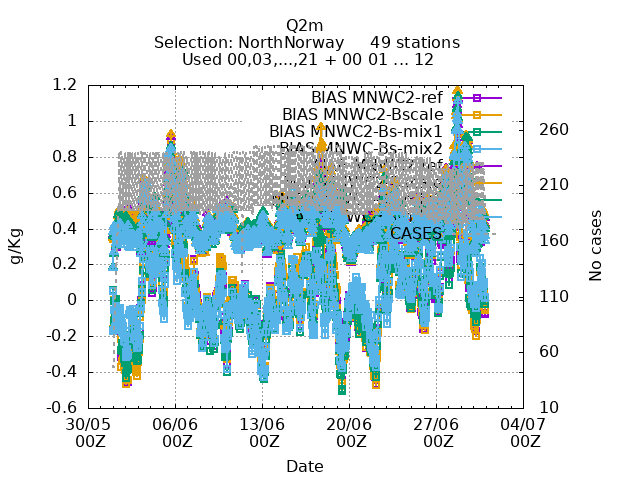 Q2m
Selection: NorthNorway 49 stations
Used 00,03,...,21 + 00 01 ... 12
BIAS MNWC2-ref
BIAS MNWC2-Bscale
BIAS MNWC2-Bs-mix1
BIAS MNWC-Bs-mix2
CASES
1.2
1
0.8
0.6
0.4
0.2
0
-0.2
-0.4
-0.6
g/Kg
260
210
160
110
60
10
No cases
30/05 06/06 13/06 20/06 27/06 04/07
00Z 00Z 00Z 00Z 00Z 00Z
Date